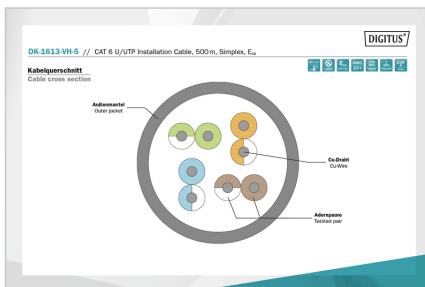 DIGITUS®
DK-1613-VH-5 // CAT 6 U/UTP Installation Cable, 500 m, Simplex, Eca
Kabelquerschnitt
Cable cross section
Außenmantel
Outer jacket
Cu-Draht
Cu-Wire
Adernpaare
Twisted pair